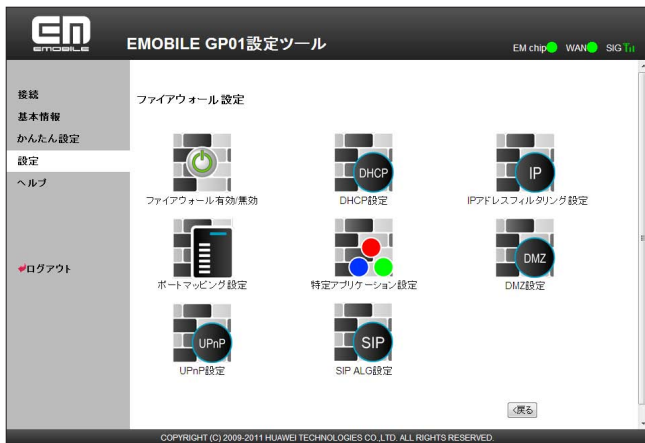 EM
EMOBILE
EMOBILE GP01設定ツール
EM chip WAN SIG
接続
基本情報
かんたん設定
設定
ヘルプ
ログアウト
ファイアウォール 設定
ファイアウォール 有効/無効
DHCP
DHCP設定
IP
IPアドレスフィルタリング 設定
ポートマッピング 設定
特定アプリケーション設定
DMZ
DMZ設定
UPnP
UPnP設定
SIP
SIP ALG設定
<戻る
COPYRIGHT (C) 2009-2011 HUAWEI TECHNOLOGIES CO.,LTD. ALL RIGHTS RESERVED.